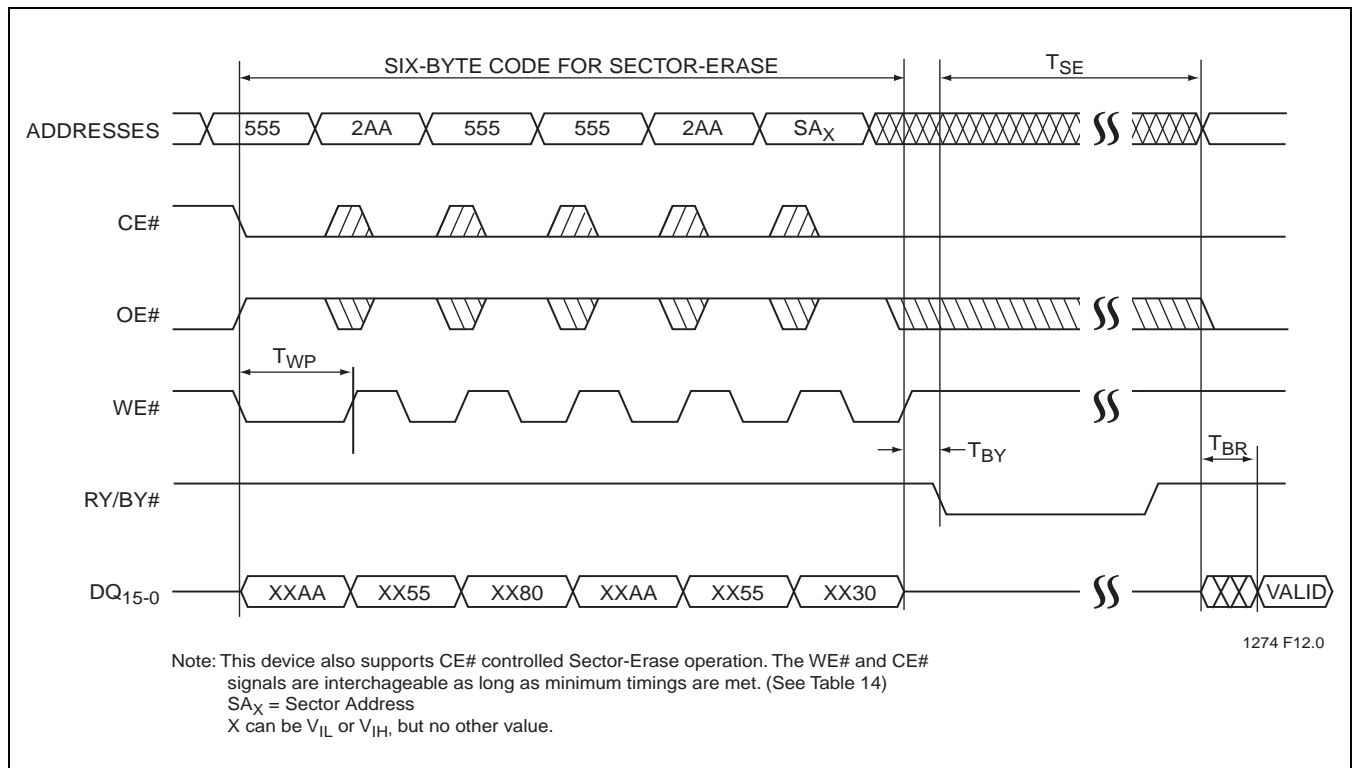 SIX-BYTE CODE FOR SECTOR-ERASE
TSE
ADDRESSES 555 2AA 555 555 2AA SAX
CE#
OE#
TWP
WE#
TBY
TBR
RY/BY#
DQ15-0 XXAA XX55 XX80 XXAA XX55 XX30 VALID
1274 F12.0
Note: This device also supports CE# controlled Sector-Erase operation. The WE# and CE#
signals are interchageable as long as minimum timings are met. (See Table 14)
SAX = Sector Address
X can be VIL or VIH, but no other value.